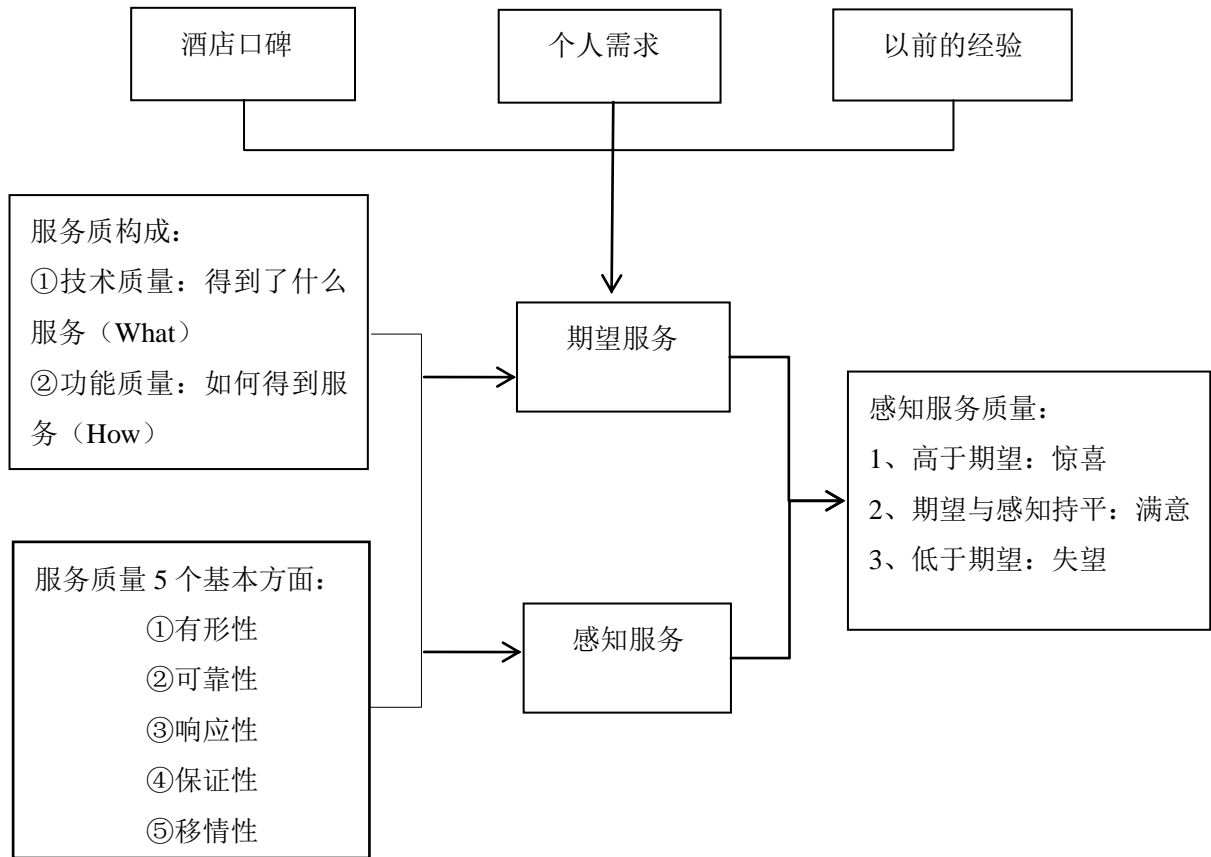 酒店口碑
个人需求
以前的经验
服务质构成：
①技术质量：得到了什么
服务（What）
②功能质量：如何得到服
务（How）
期望服务
感知服务质量：
1、高于期望：惊喜
2、期望与感知持平：满意
3、低于期望：失望
服务质量 5 个基本方面：
①有形性
②可靠性
③响应性
④保证性
⑤移情性
感知服务